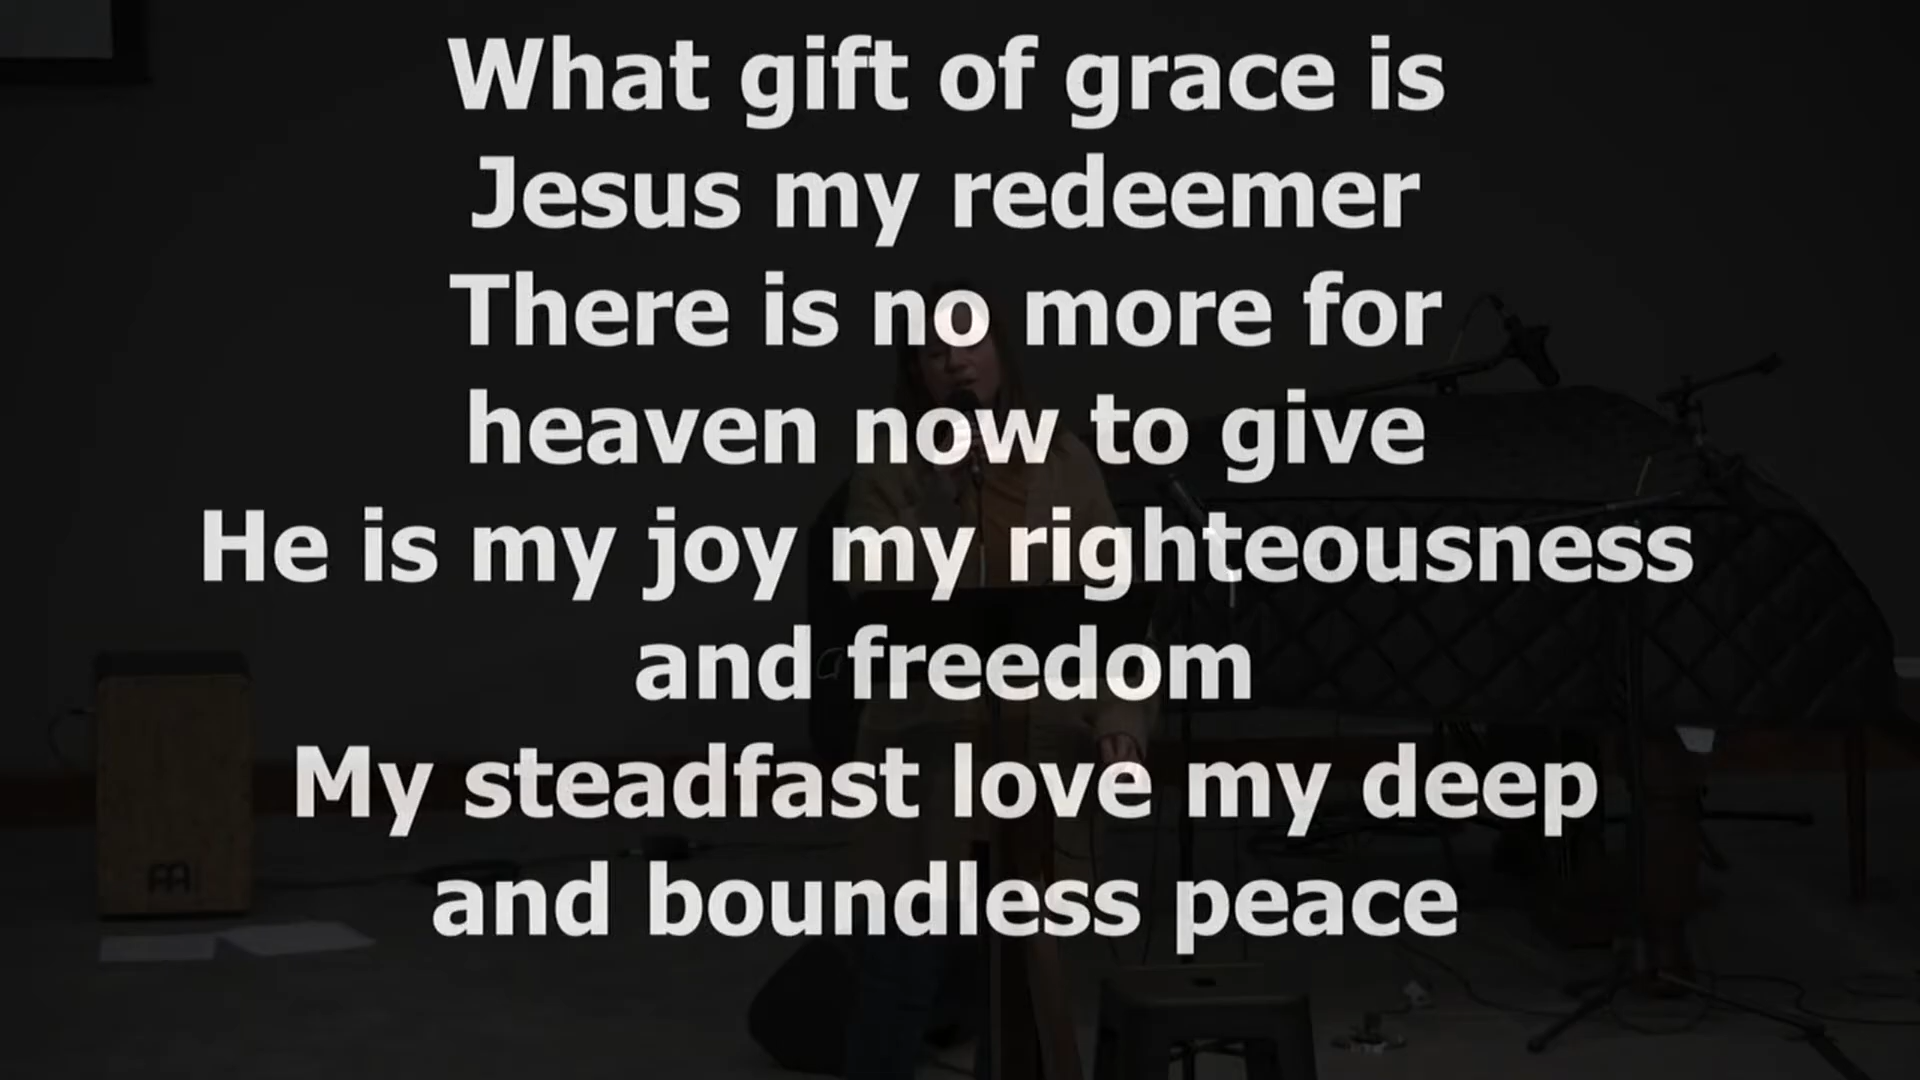 What gift of grace is
Jesus my redeemer
There is no more for
heaven now to give
He is my joy my righteousness
and freedom
My steadfast love my deep
and boundless peace